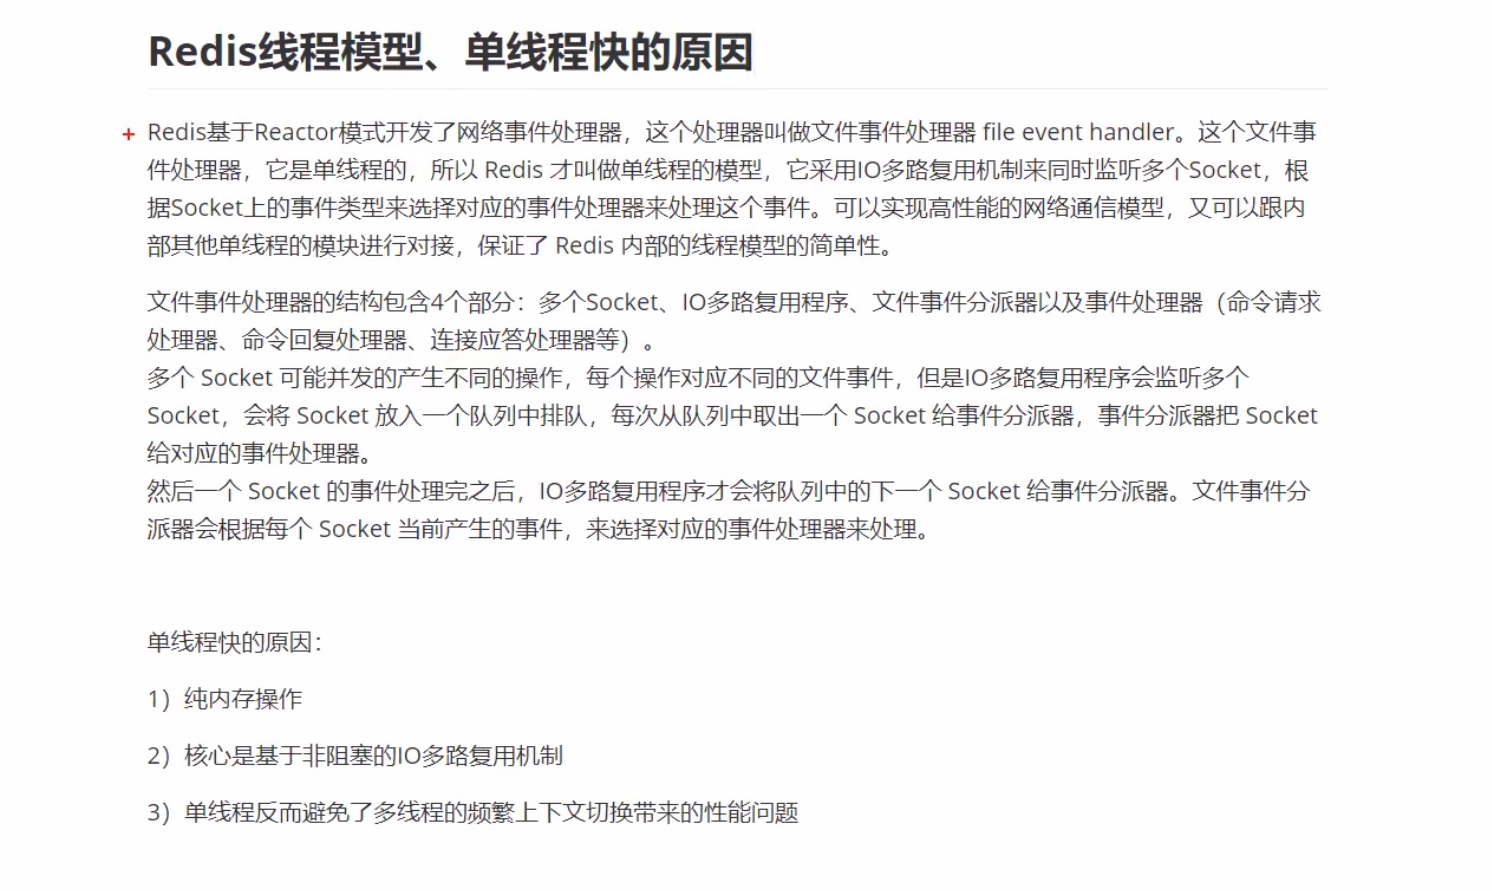 Redis线程模型、单线程快的原因
+ Redis基于Reactor模式开发了网络事件处理器，这个处理器叫做文件事件处理器 file event handler。这个文件事
件处理器，它是单线程的，所以 Redis 才叫做单线程的模型，它采用IO多路复用机制来同时监听多个Socket，根
据Socket上的事件类型来选择对应的事件处理器来处理这个事件。可以实现高性能的网络通信模型，又可以跟内
部其他单线程的模块进行对接，保证了 Redis 内部的线程模型的简单性。
文件事件处理器的结构包含4个部分：多个Socket、IO多路复用程序、文件事件分派器以及事件处理器（命令请求
处理器、命令回复处理器、连接应答处理器等）。
多个 Socket 可能并发的产生不同的操作，每个操作对应不同的文件事件，但是IO多路复用程序会监听多个
Socket，会将 Socket 放入一个队列中排队，每次从队列中取出一个 Socket 给事件分派器，事件分派器把 Socket
给对应的事件处理器。
然后一个 Socket 的事件处理完之后，IO多路复用程序才会将队列中的下一个 Socket 给事件分派器。文件事件分
派器会根据每个 Socket 当前产生的事件，来选择对应的事件处理器来处理。
单线程快的原因：
1）纯内存操作
2）核心是基于非阻塞的IO多路复用机制
3）单线程反而避免了多线程的频繁上下文切换带来的性能问题